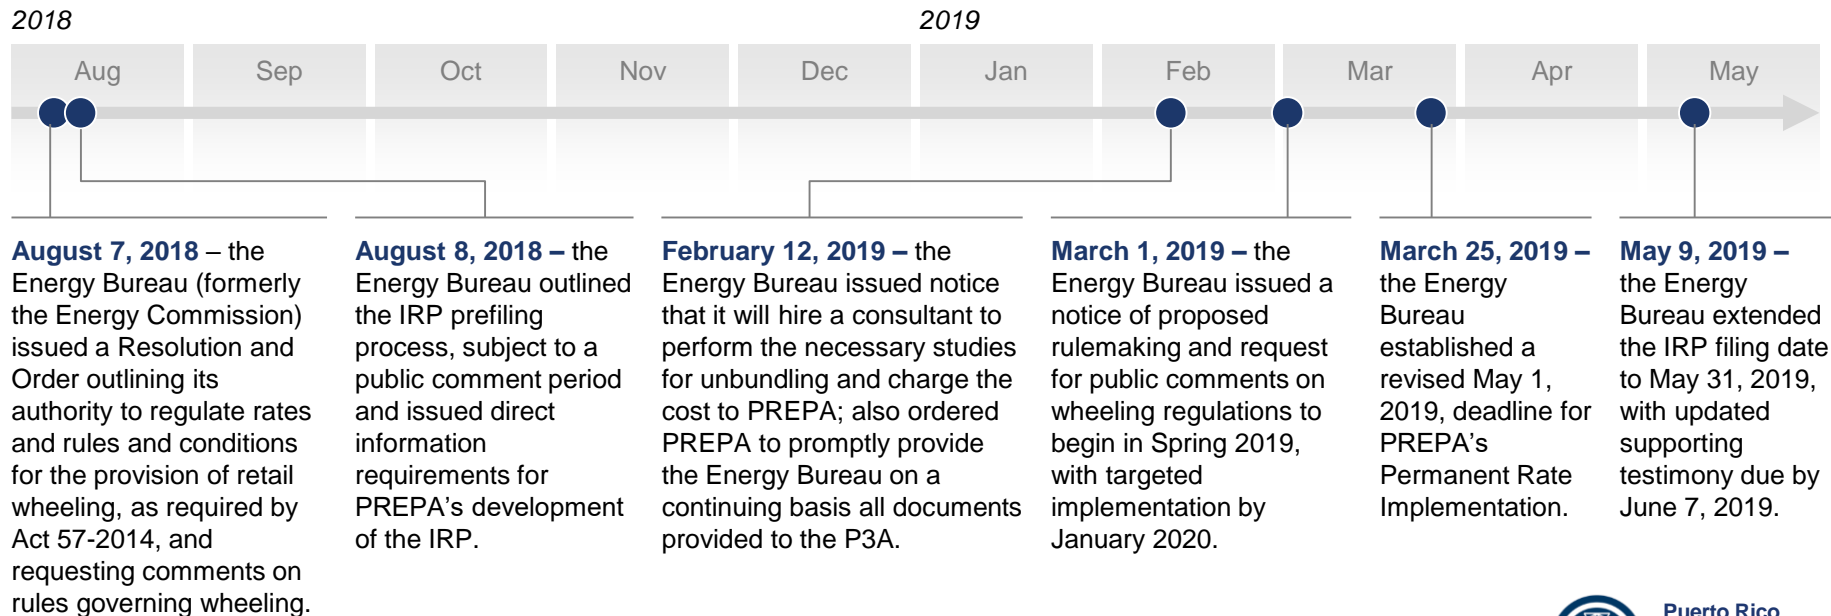 2018
2019
Aug
Sep
Oct
Nov
Dec
Jan
Feb
Mar
Apr
May
August 7, 2018 – the
Energy Bureau (formerly
the Energy Commission)
issued a Resolution and
Order outlining its
authority to regulate rates
and rules and conditions
for the provision of retail
wheeling, as required by
Act 57-2014, and
requesting comments on
rules governing wheeling.
August 8, 2018 – the
Energy Bureau outlined
the IRP prefiling
process, subject to a
public comment period
and issued direct
information
requirements for
PREPA's development
of the IRP.
February 12, 2019 – the
Energy Bureau issued notice
that it will hire a consultant to
perform the necessary studies
for unbundling and charge the
cost to PREPA; also ordered
PREPA to promptly provide
the Energy Bureau on a
continuing basis all documents
provided to the P3A.
March 1, 2019 – the
Energy Bureau issued a
notice of proposed
rulemaking and request
for public comments on
wheeling regulations to
begin in Spring 2019,
with targeted
implementation by
January 2020.
March 25, 2019 –
the Energy
Bureau
established a
revised May 1,
2019, deadline for
PREPA's
Permanent Rate
Implementation.
May 9, 2019 –
the Energy
Bureau extended
the IRP filing date
to May 31, 2019,
with updated
supporting
testimony due by
June 7, 2019.
Puerto Rico